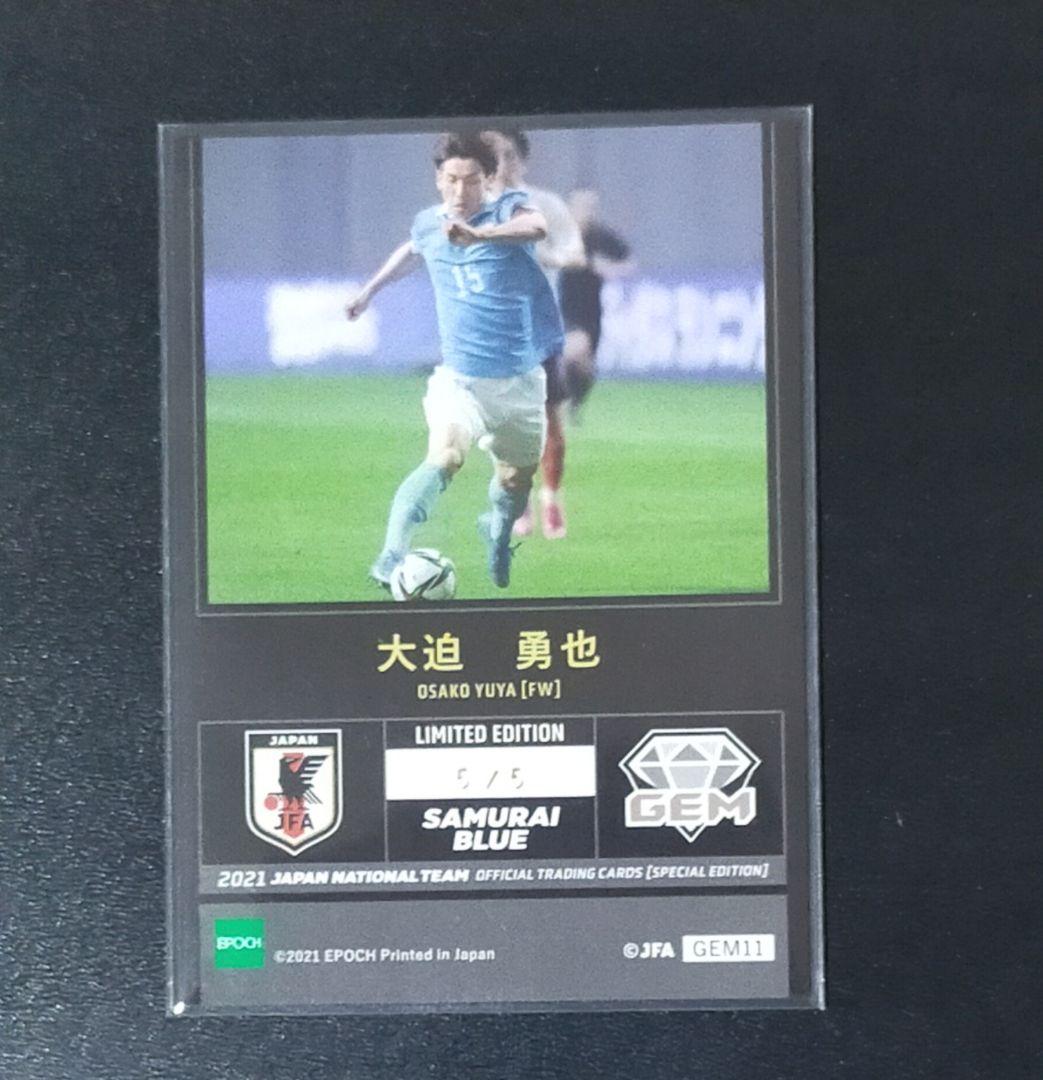 15
大迫 勇也
OSAKO YUYA [FW]
JAPAN
JFA
LIMITED EDITION
5 / 5
SAMURAI
BLUE
GEM
2021 JAPAN NATIONAL TEAM OFFICIAL TRADING CARDS [SPECIAL EDITION]
EPOCH
©2021 EPOCH Printed in Japan
©JFA
GEM11